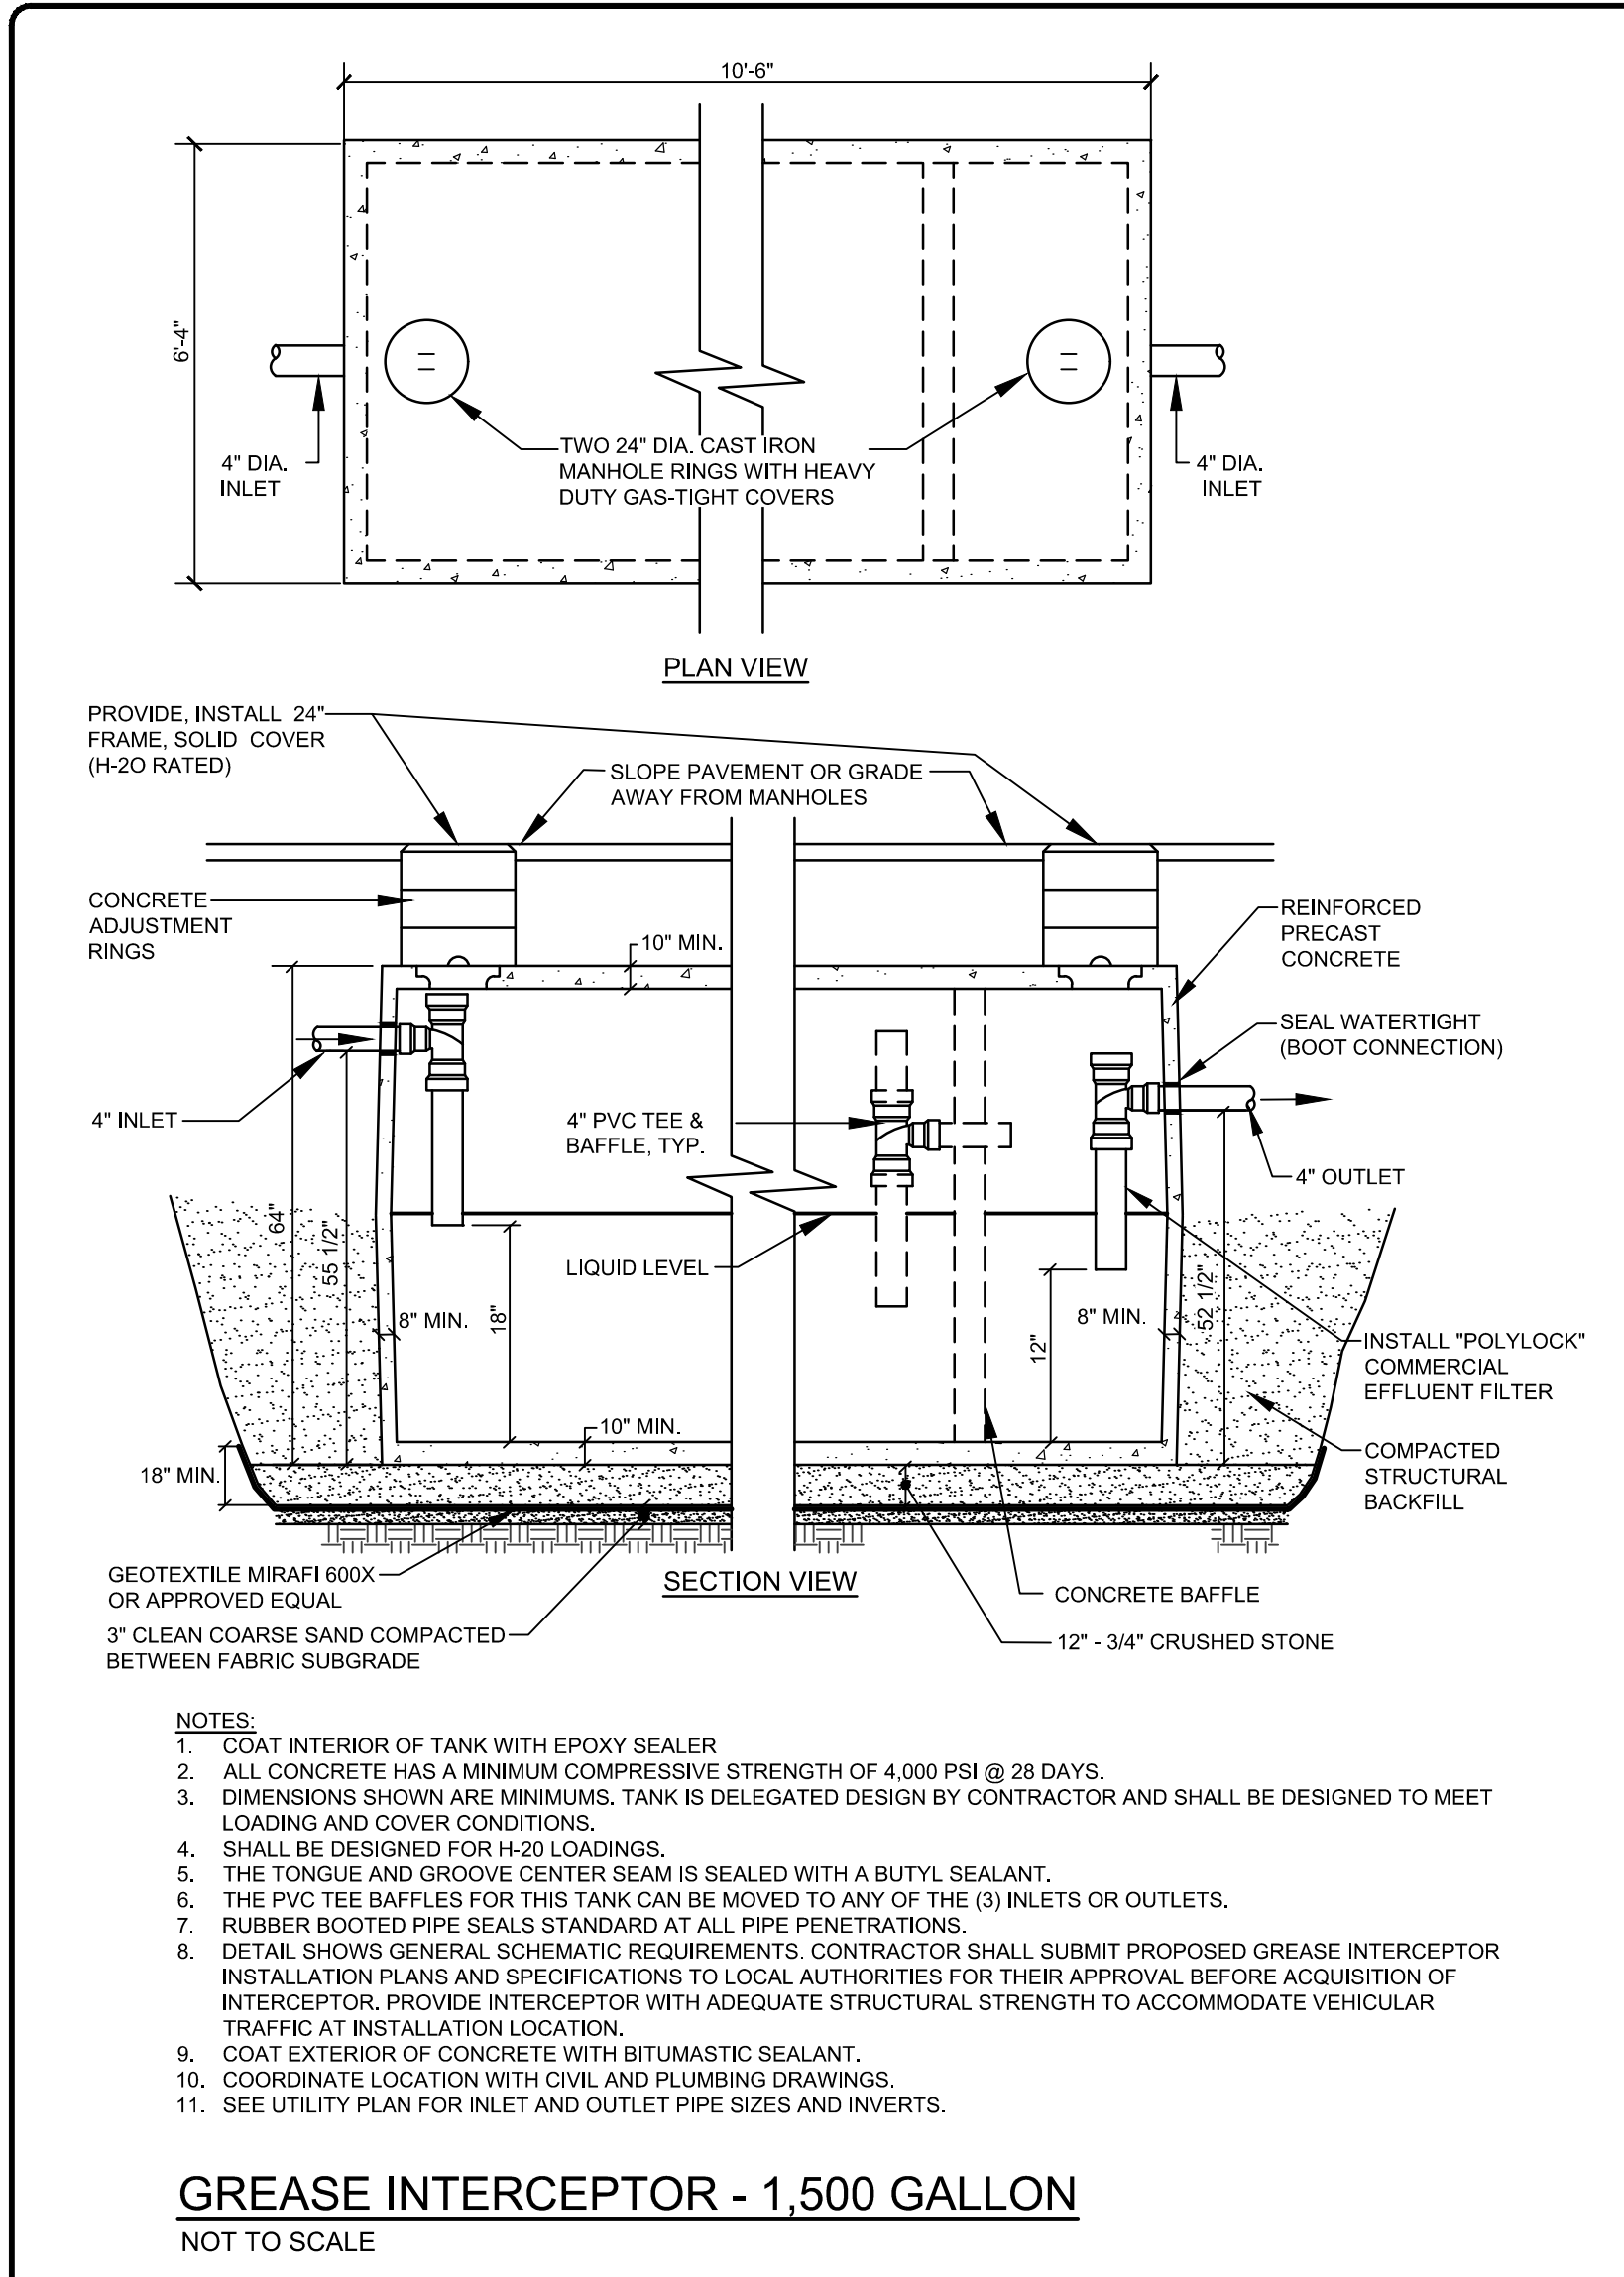 10'-6"
6'-4"
4" DIA.
INLET
TWO 24" DIA. CAST IRON
MANHOLE RINGS WITH HEAVY
DUTY GAS-TIGHT COVERS
4" DIA.
INLET
PLAN VIEW
PROVIDE, INSTALL 24"
FRAME, SOLID COVER
(H-2O RATED)
SLOPE PAVEMENT OR GRADE
AWAY FROM MANHOLES
CONCRETE
ADJUSTMENT
RINGS
10" MIN.
REINFORCED
PRECAST
CONCRETE
SEAL WATERTIGHT
(BOOT CONNECTION)
4" INLET
4" PVC TEE &
BAFFLE, TYP.
4" OUTLET
64"
55 1/2"
LIQUID LEVEL
8" MIN.
18"
12"
8" MIN.
52 1/2"
INSTALL "POLYLOCK"
COMMERCIAL
EFFLUENT FILTER
10" MIN.
18" MIN.
COMPACTED
STRUCTURAL
BACKFILL
GEOTEXTILE MIRAFI 600X
OR APPROVED EQUAL
SECTION VIEW
CONCRETE BAFFLE
3" CLEAN COARSE SAND COMPACTED
BETWEEN FABRIC SUBGRADE
12" - 3/4" CRUSHED STONE
NOTES:
1. COAT INTERIOR OF TANK WITH EPOXY SEALER
2. ALL CONCRETE HAS A MINIMUM COMPRESSIVE STRENGTH OF 4,000 PSI @ 28 DAYS.
3. DIMENSIONS SHOWN ARE MINIMUMS. TANK IS DELEGATED DESIGN BY CONTRACTOR AND SHALL BE DESIGNED TO MEET
LOADING AND COVER CONDITIONS.
4. SHALL BE DESIGNED FOR H-20 LOADINGS.
5. THE TONGUE AND GROOVE CENTER SEAM IS SEALED WITH A BUTYL SEALANT.
6. THE PVC TEE BAFFLES FOR THIS TANK CAN BE MOVED TO ANY OF THE (3) INLETS OR OUTLETS.
7. RUBBER BOOTED PIPE SEALS STANDARD AT ALL PIPE PENETRATIONS.
8. DETAIL SHOWS GENERAL SCHEMATIC REQUIREMENTS. CONTRACTOR SHALL SUBMIT PROPOSED GREASE INTERCEPTOR
INSTALLATION PLANS AND SPECIFICATIONS TO LOCAL AUTHORITIES FOR THEIR APPROVAL BEFORE ACQUISITION OF
INTERCEPTOR. PROVIDE INTERCEPTOR WITH ADEQUATE STRUCTURAL STRENGTH TO ACCOMMODATE VEHICULAR
TRAFFIC AT INSTALLATION LOCATION.
9. COAT EXTERIOR OF CONCRETE WITH BITUMASTIC SEALANT.
10. COORDINATE LOCATION WITH CIVIL AND PLUMBING DRAWINGS.
11. SEE UTILITY PLAN FOR INLET AND OUTLET PIPE SIZES AND INVERTS.
GREASE INTERCEPTOR - 1,500 GALLON
NOT TO SCALE